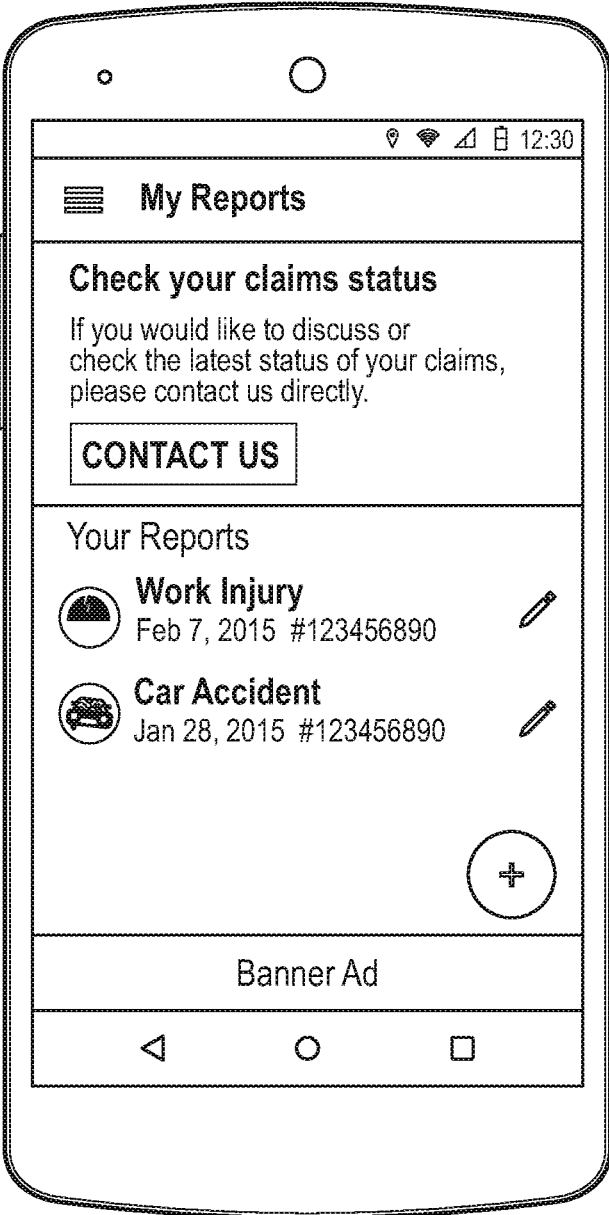 12:30
My Reports
Check your claims status
If you would like to discuss or
check the latest status of your claims,
please contact us directly.
CONTACT US
Your Reports
Work Injury
Feb 7, 2015 #123456890
Car Accident
Jan 28, 2015 #123456890
Banner Ad